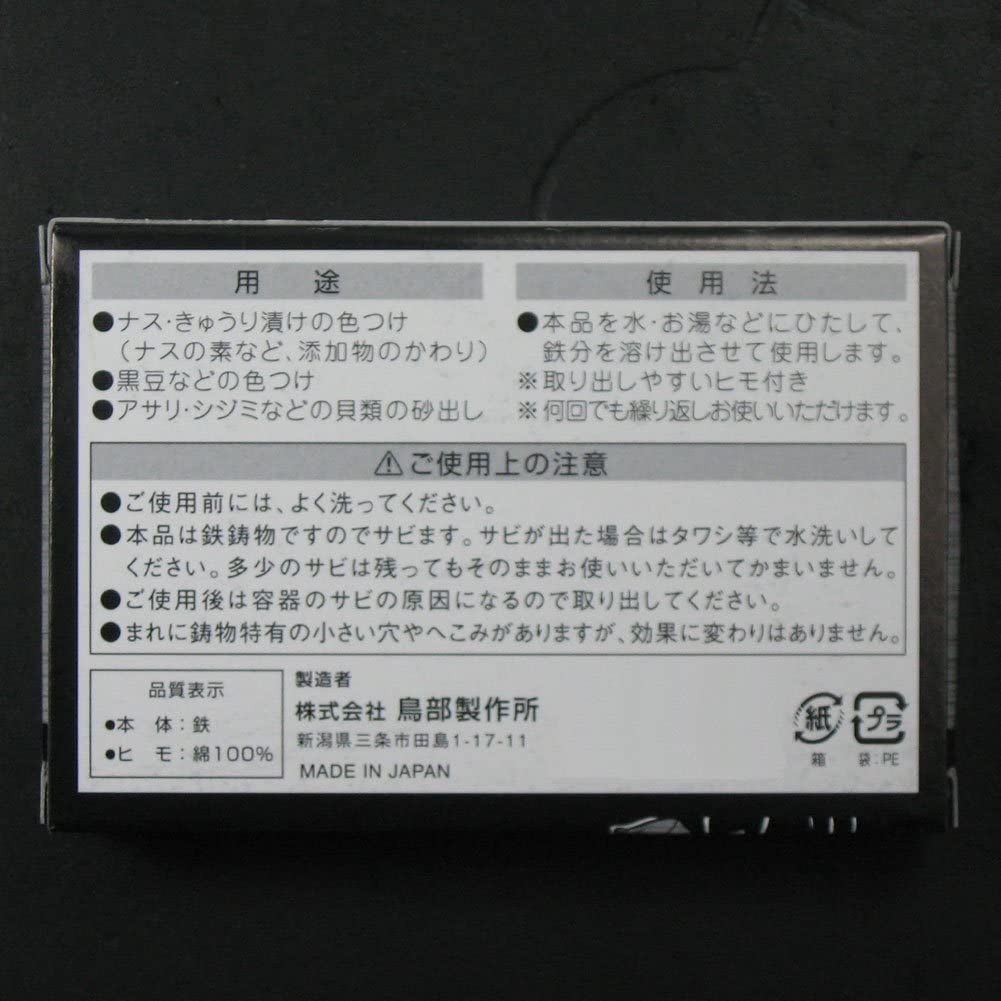 用途
●ナス・きゅうり漬けの色つけ
（ナスの素など、添加物のかわり）
●黒豆などの色つけ
●アサリ・シジミなどの貝類の砂出し
使用法
●本品を水・お湯などにひたして、
鉄分を溶け出させて使用します。
※取り出しやすいヒモ付き
※何回でも繰り返しお使いいただけます。
⚠ご使用上の注意
●ご使用前には、よく洗ってください。
●本品は鉄鋳物ですのでサビます。サビが出た場合はタワシ等で水洗いして
ください。多少のサビは残ってもそのままお使いいただいてかまいません。
●ご使用後は容器のサビの原因になるので取り出してください。
●まれに鋳物特有の小さい穴やへこみがありますが、効果に変わりはありません。
品質表示
●本 体：鉄
●ヒ モ：綿100%
製造者
株式会社 鳥部製作所
新潟県三条市田島1-17-11
MADE IN JAPAN
紙
箱
プラ
袋：PE